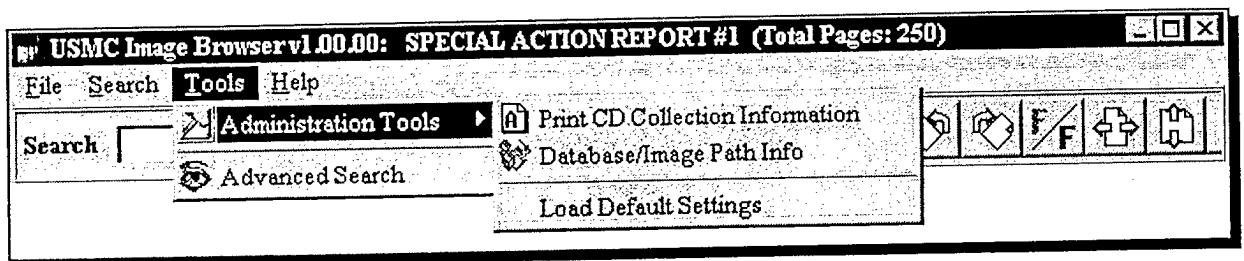 USMC Image Browser v1.00.00: SPECIAL ACTION REPORT #1 (Total Pages: 250)
File Search Tools Help
Search
Administration Tools
Advanced Search
Print CD Collection Information
Database/Image Path Info
Load Default Settings
F